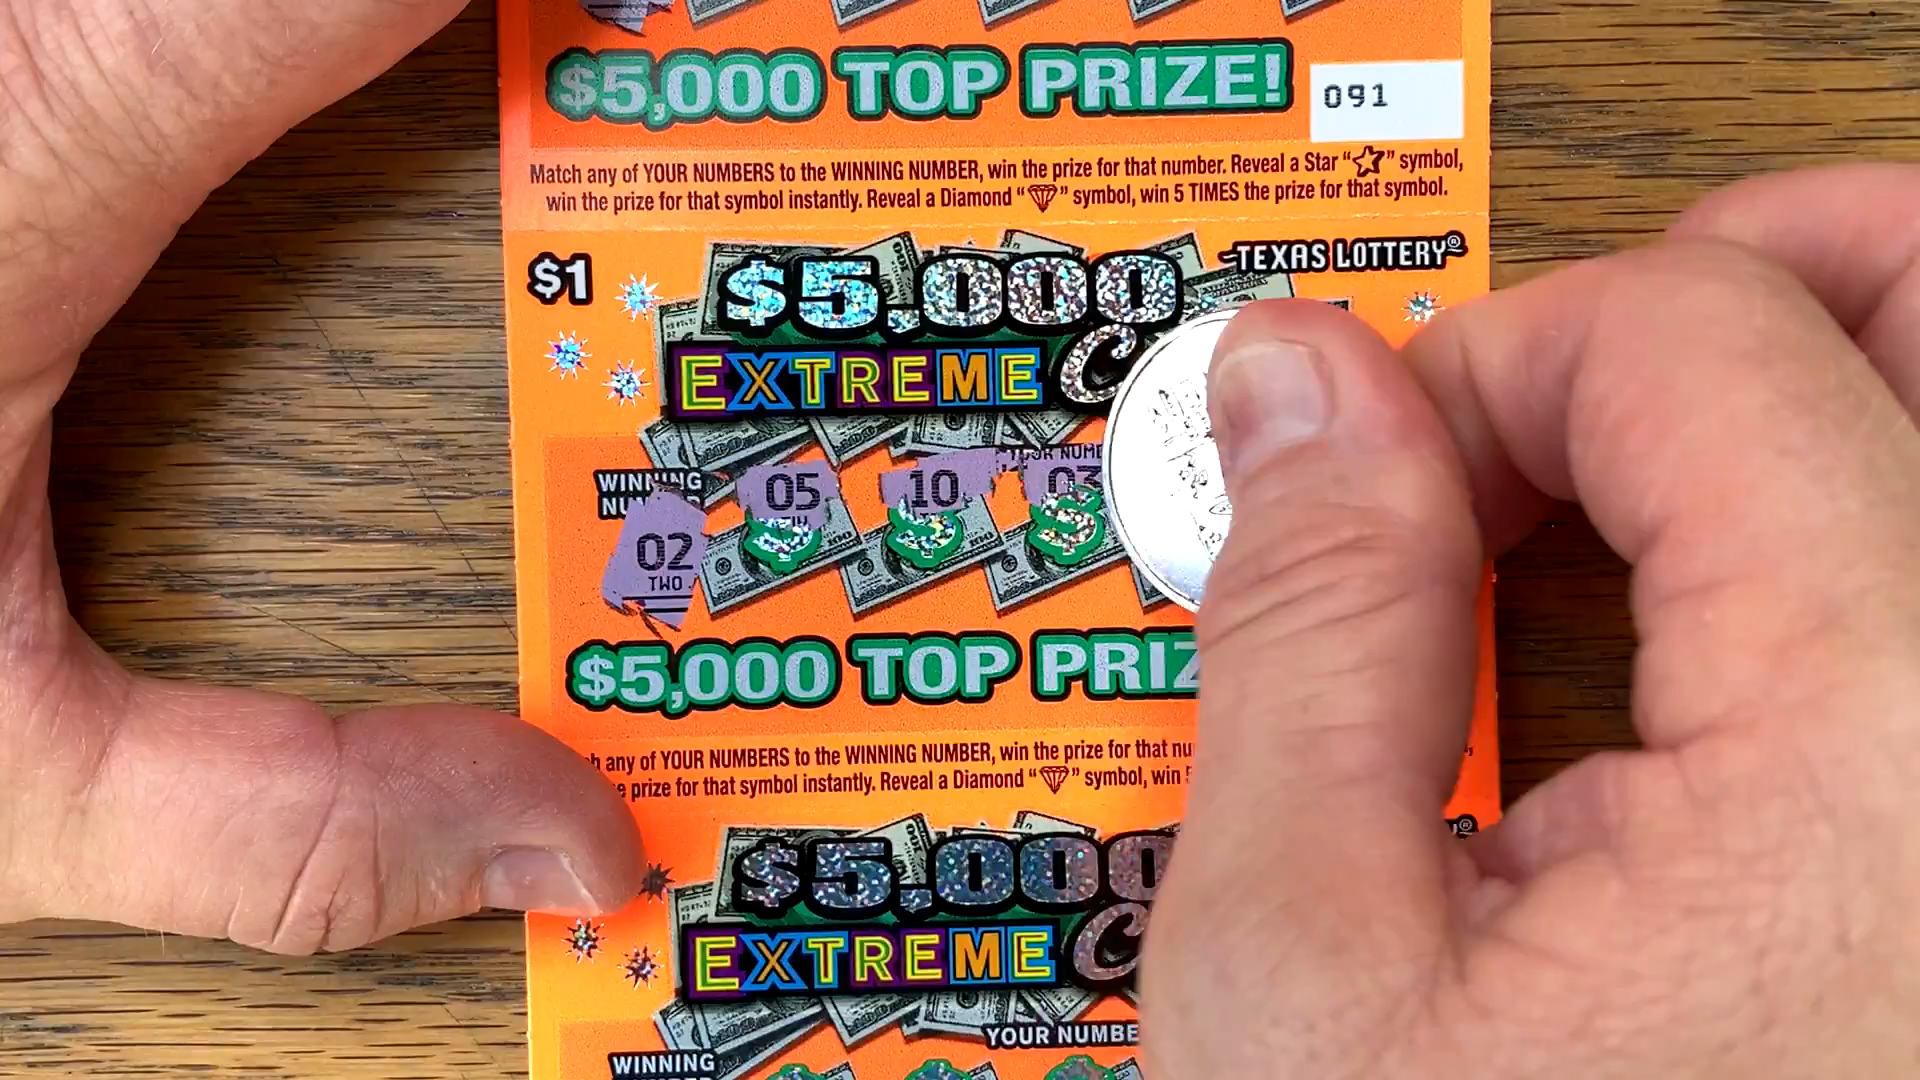 $5,000 TOP PRIZE!
091
Match any of YOUR NUMBERS to the WINNING NUMBER, win the prize for that number. Reveal a Star “☆” symbol,
win the prize for that symbol instantly. Reveal a Diamond “” symbol, win 5 TIMES the prize for that symbol.
$1
$5,000
TEXAS LOTTERY®
EXTREME
WINNING
YOUR
05
10
03
02
TWO
$5,000 TOP
any of YOUR NUMBERS to the WINNING NUMBER, win the prize for that
prize for that symbol instantly. Reveal a Diamond “” symbol, win
$5,000
EXTREME
YOUR
WINNING